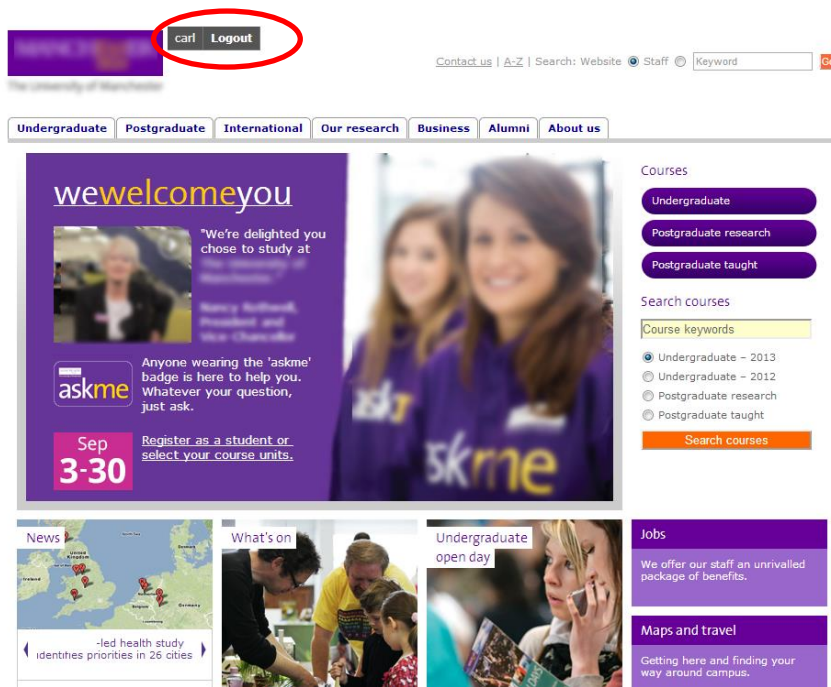 carl Logout
Contact us | A-Z | Search: Website Staff Keyword
Undergraduate Postgraduate International Our research Business Alumni About us
wewelcomeyou
"We're delighted you
chose to study at
askme
Anyone wearing the 'askme'
badge is here to help you.
Whatever your question,
just ask.
Sep
3-30
Register as a student or
select your course units.
askme
Courses
Undergraduate
Postgraduate research
Postgraduate taught
Search courses
Course keywords
Undergraduate – 2013
Undergraduate – 2012
Postgraduate research
Postgraduate taught
Search courses
News
United
Kingdom
Ireland
Belgium
Germany
-led health study
identifies priorities in 26 cities
What's on
Undergraduate
open day
Jobs
We offer our staff an unrivalled
package of benefits.
Maps and travel
Getting here and finding your
way around campus.